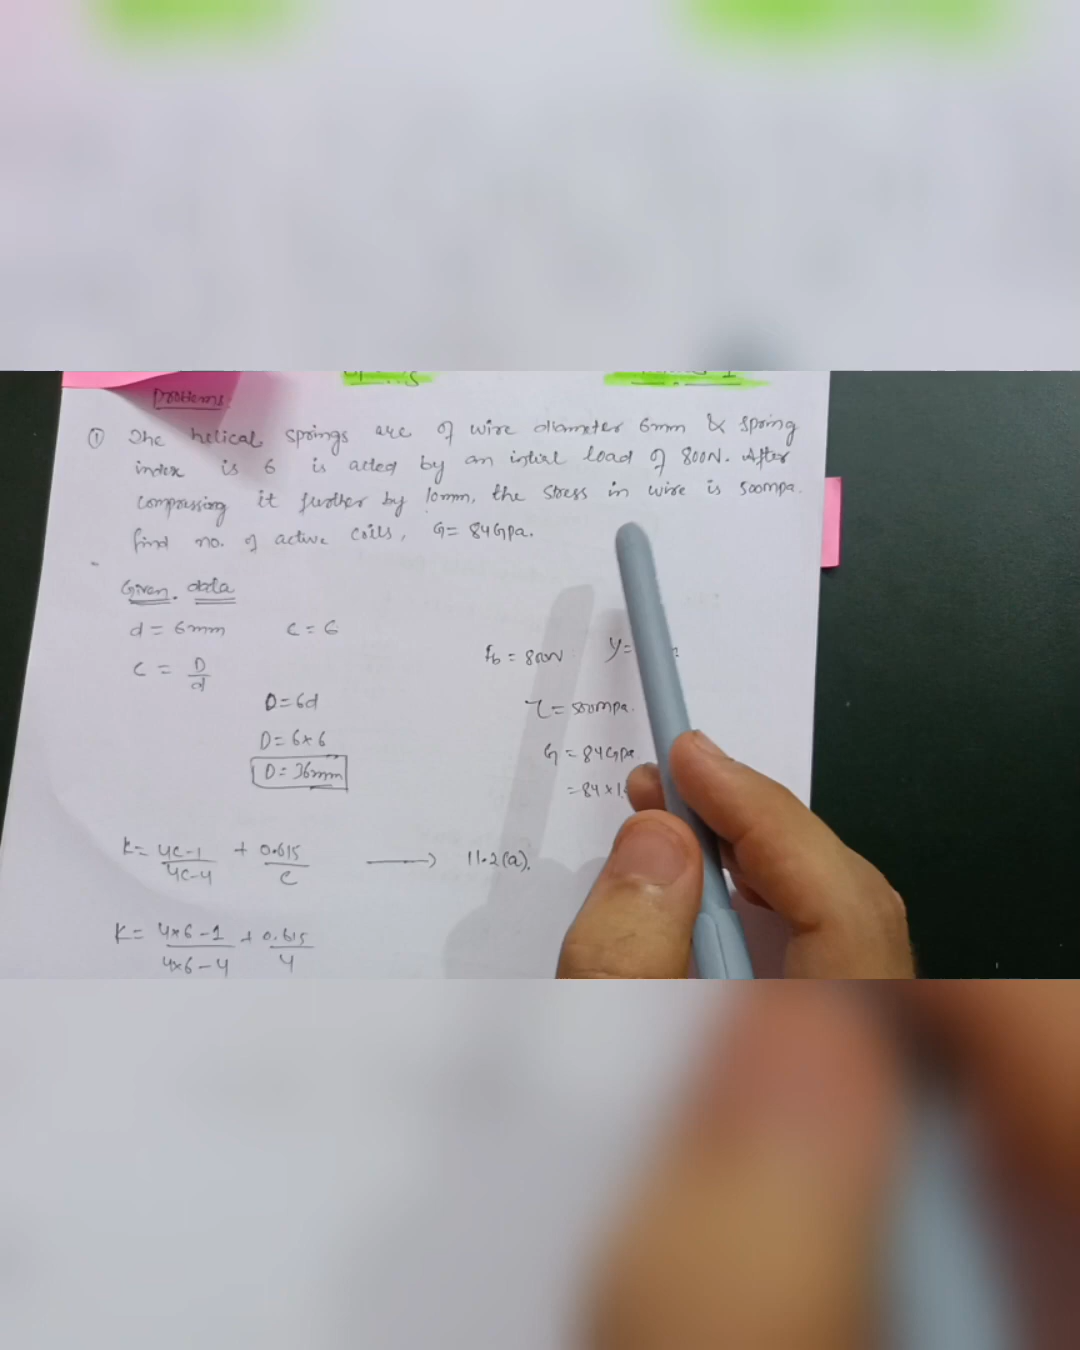 Problems:
① The helical springs are of wire diameter 6mm & spring
index is 6 is acted by an intial load of 800N. After
compressing it further by 10mm, the stress in wire is 500mpa.
find no. of active coils, G= 84Gpa.
Given data
d = 6mm C = 6
C = D/d
D=6d
D= 6×6
D= 36mm
= 800N y=
τ = 500mpa.
G = 84Gpa
= 84 ×
K= 4C-1/4C-4 + 0.615/C → 11.2(a).
K= 4×6-1/4×6-4 + 0.615/4